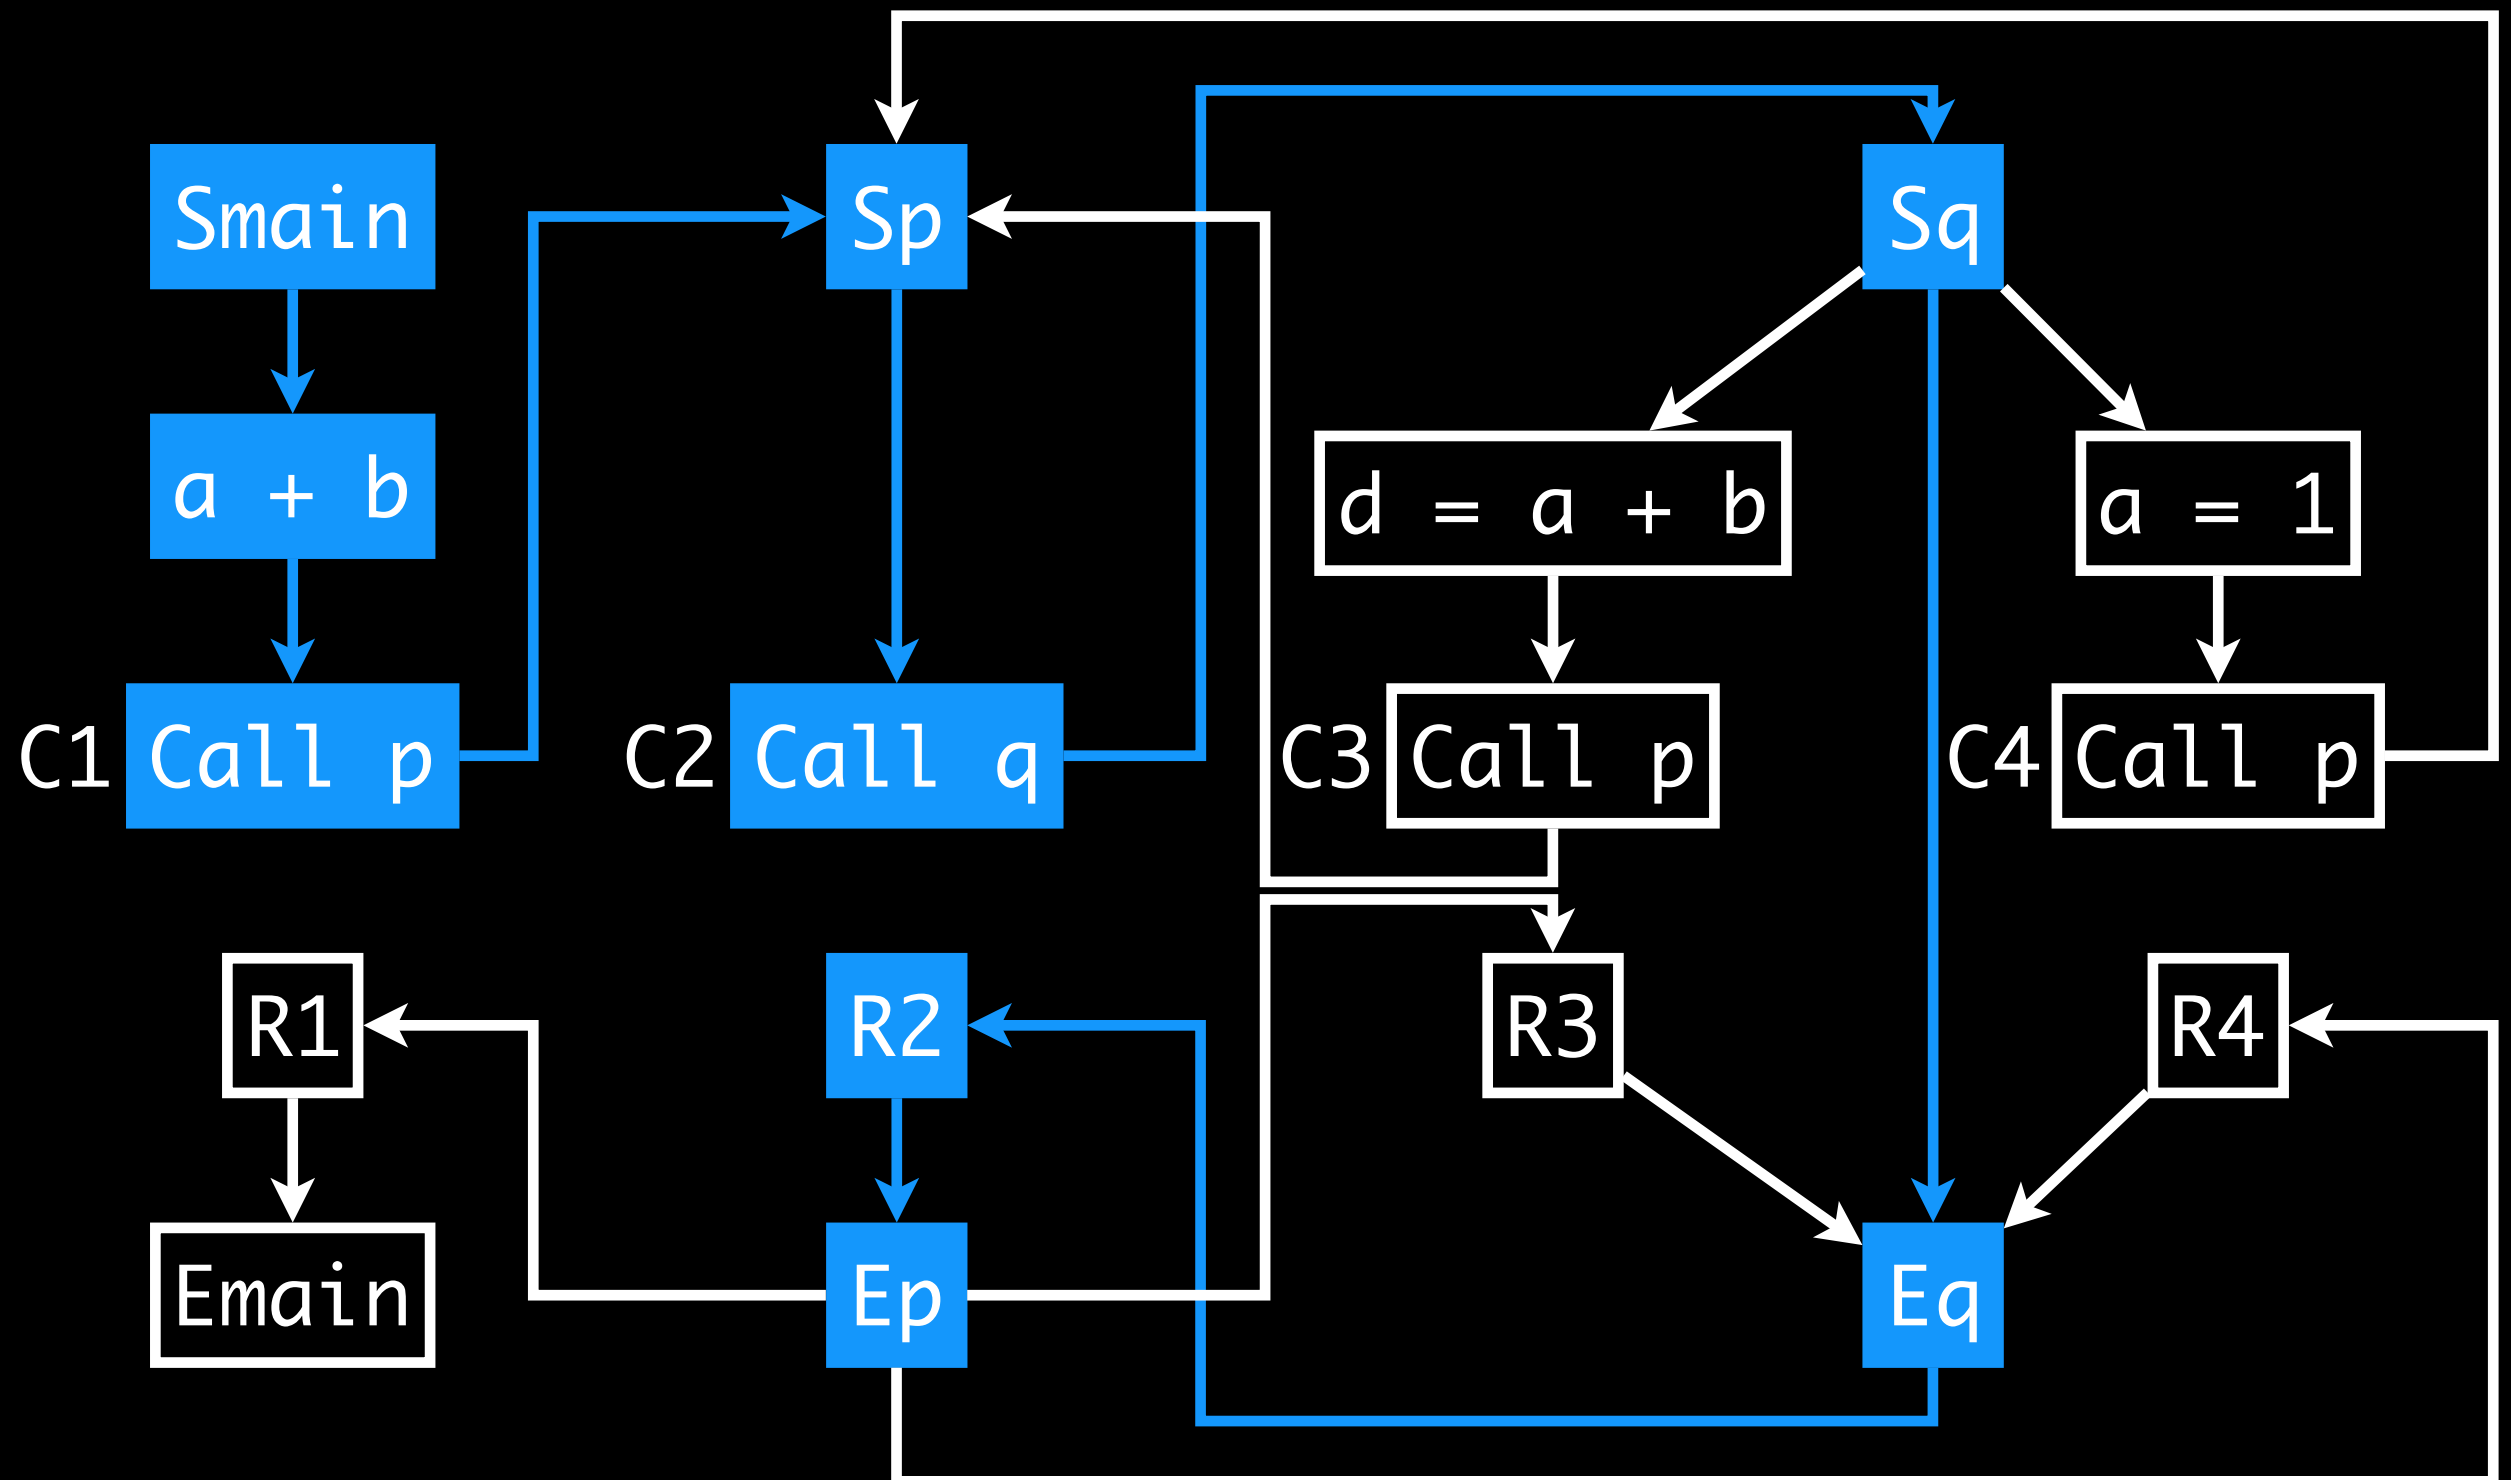 Smain
Sp
Sq
a + b
d = a + b
a = 1
C1 Call p
C2 Call q
C3 Call p
C4 Call p
R1
R2
R3
R4
Emain
Ep
Eq